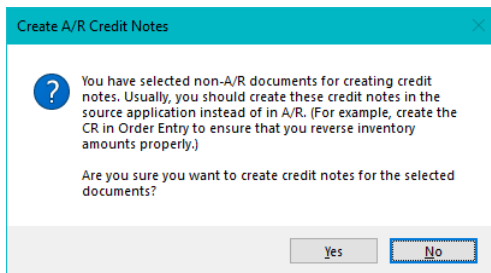 Create A/R Credit Notes
You have selected non-A/R documents for creating credit
notes. Usually, you should create these credit notes in the
source application instead of in A/R. (For example, create the
CR in Order Entry to ensure that you reverse inventory
amounts properly.)
Are you sure you want to create credit notes for the selected
documents?
Yes
No